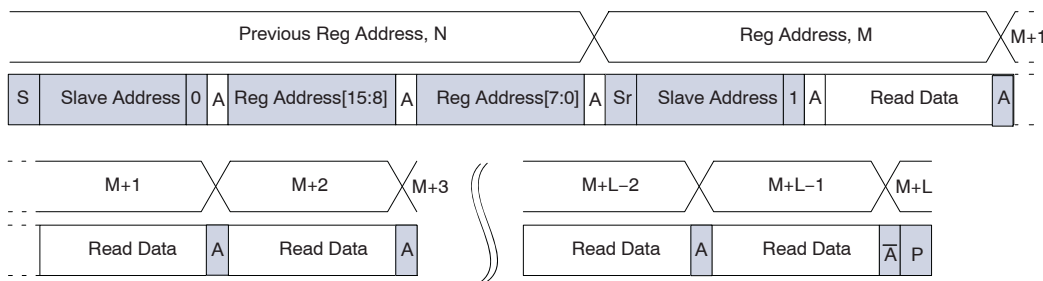 Previous Reg Address, N Reg Address, M M+1
S Slave Address 0 A Reg Address[15:8] A Reg Address[7:0] A Sr Slave Address 1 A Read Data A
M+1 M+2 M+3 M+L−2 M+L−1 M+L
Read Data A Read Data A Read Data A Read Data A̅ P